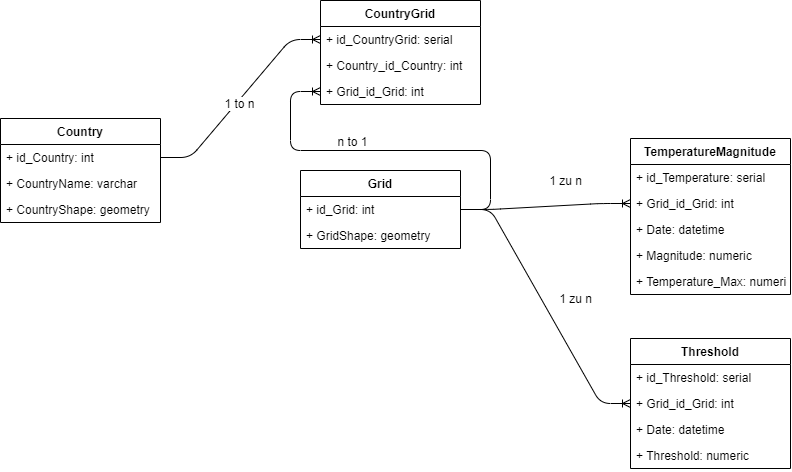 CountryGrid
+ id_CountryGrid: serial
+ Country_id_Country: int
+ Grid_id_Grid: int
1 to n
n to 1
Country
+ id_Country: int
+ CountryName: varchar
+ CountryShape: geometry
Grid
+ id_Grid: int
+ GridShape: geometry
1 zu n
TemperatureMagnitude
+ id_Temperature: serial
+ Grid_id_Grid: int
+ Date: datetime
+ Magnitude: numeric
+ Temperature_Max: numeri
1 zu n
Threshold
+ id_Threshold: serial
+ Grid_id_Grid: int
+ Date: datetime
+ Threshold: numeric